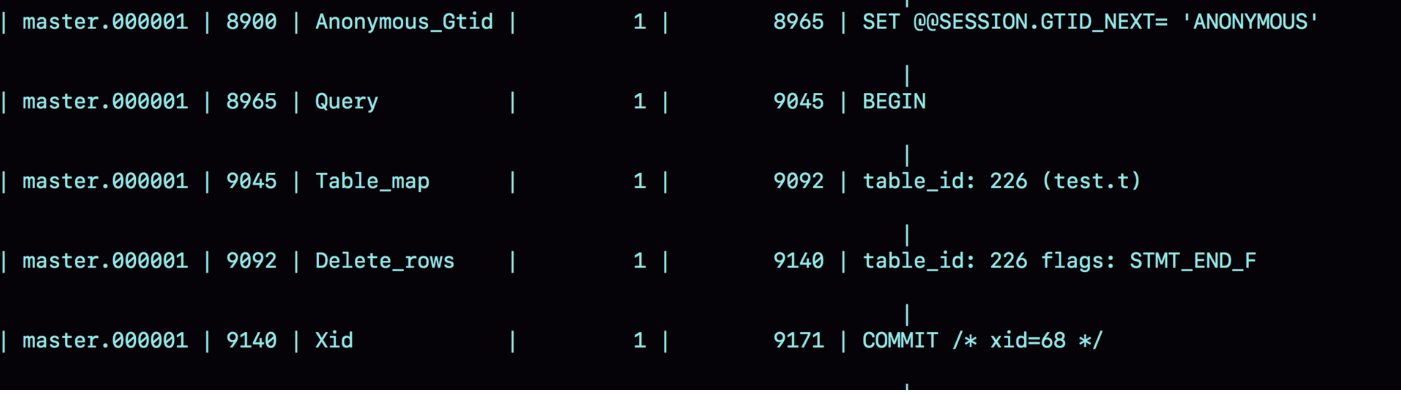 | master.000001 | 8900 | Anonymous_Gtid |         1 |        8965 | SET @@SESSION.GTID_NEXT= 'ANONYMOUS'
|
| master.000001 | 8965 | Query          |         1 |        9045 | BEGIN
|
| master.000001 | 9045 | Table_map      |         1 |        9092 | table_id: 226 (test.t)
|
| master.000001 | 9092 | Delete_rows    |         1 |        9140 | table_id: 226 flags: STMT_END_F
|
| master.000001 | 9140 | Xid            |         1 |        9171 | COMMIT /* xid=68 */